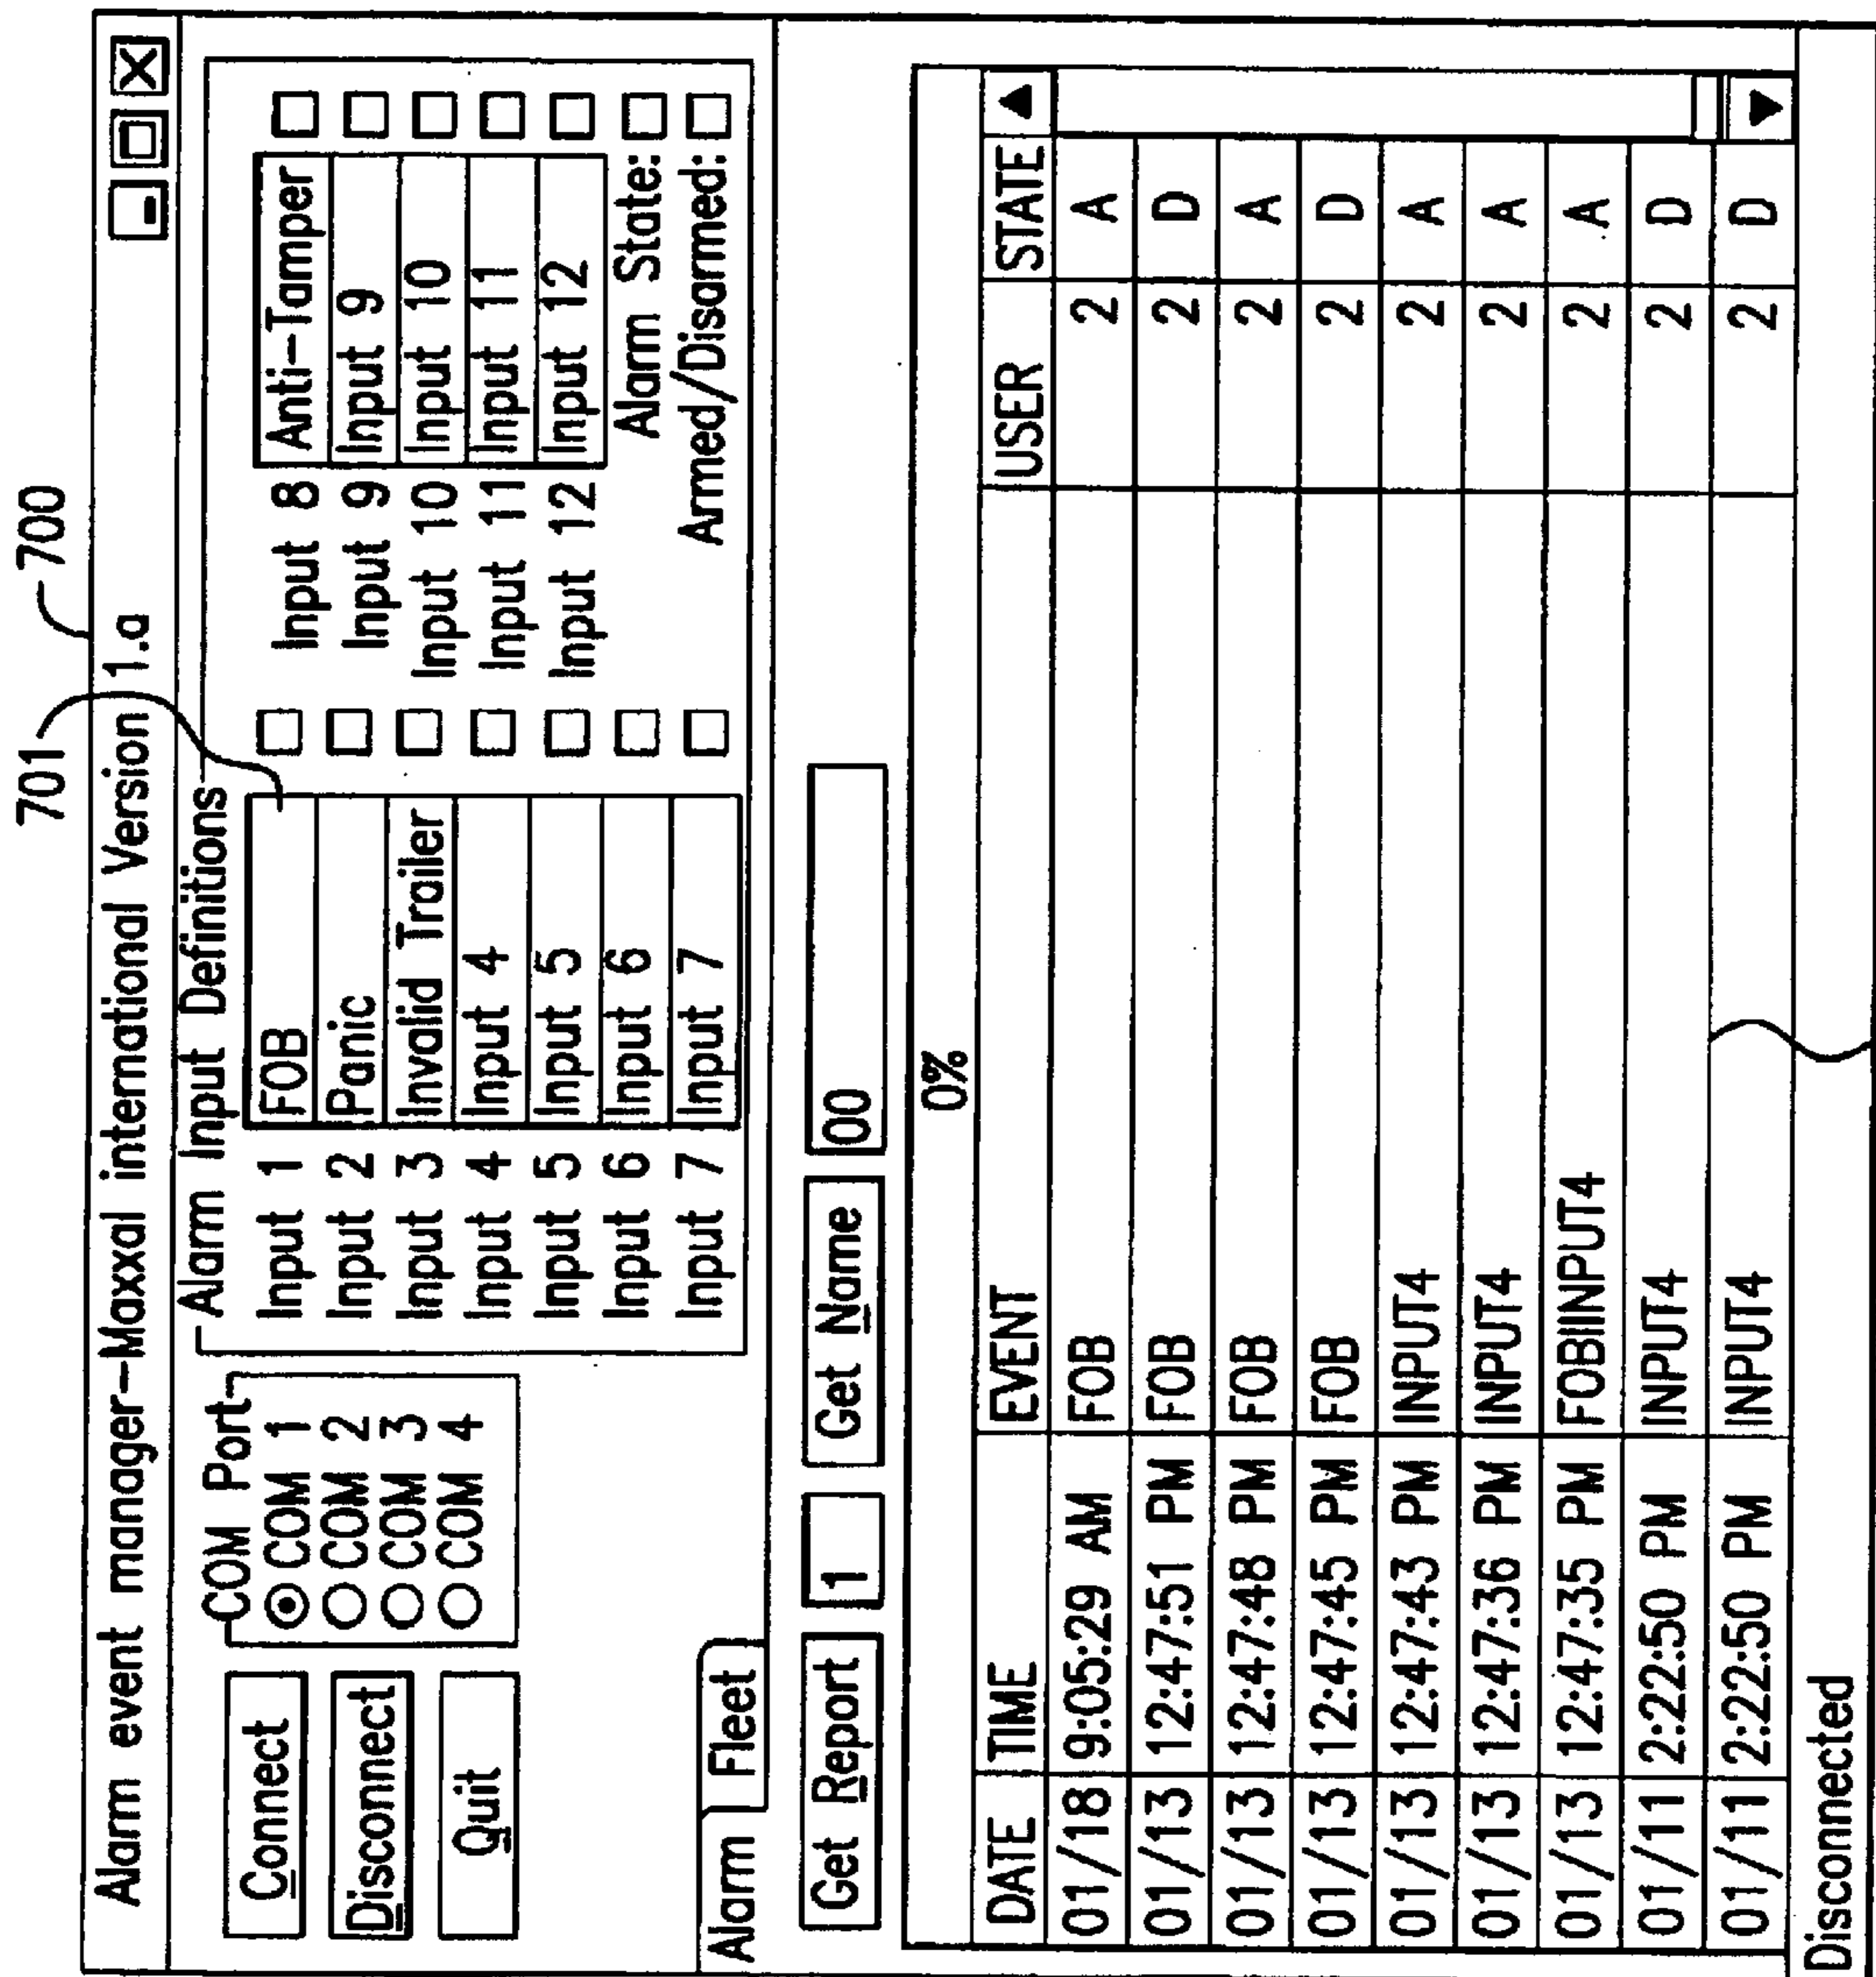 701 700
Alarm event manager-Maxxal international Version 1.a
Connect
Disconnect
Quit
COM Port
COM 1
COM 2
COM 3
COM 4
Alarm Input Definitions
Input 1 FOB
Input 2 Panic
Input 3 Invalid Trailer
Input 4 Input 4
Input 5 Input 5
Input 6 Input 6
Input 7 Input 7
Input 8 Anti-Tamper
Input 9 Input 9
Input 10 Input 10
Input 11 Input 11
Input 12 Input 12
Alarm State:
Armed/Disarmed:
Alarm Fleet
Get Report 1 Get Name 00
0%
DATE TIME EVENT USER STATE
01/18 9:05:29 AM FOB 2 A
01/13 12:47:51 PM FOB 2 D
01/13 12:47:48 PM FOB 2 A
01/13 12:47:45 PM FOB 2 D
01/13 12:47:43 PM INPUT4 2 A
01/13 12:47:36 PM INPUT4 2 A
01/13 12:47:35 PM FOBINPUT4 2 A
01/11 2:22:50 PM INPUT4 2 D
01/11 2:22:50 PM INPUT4 2 D
Disconnected